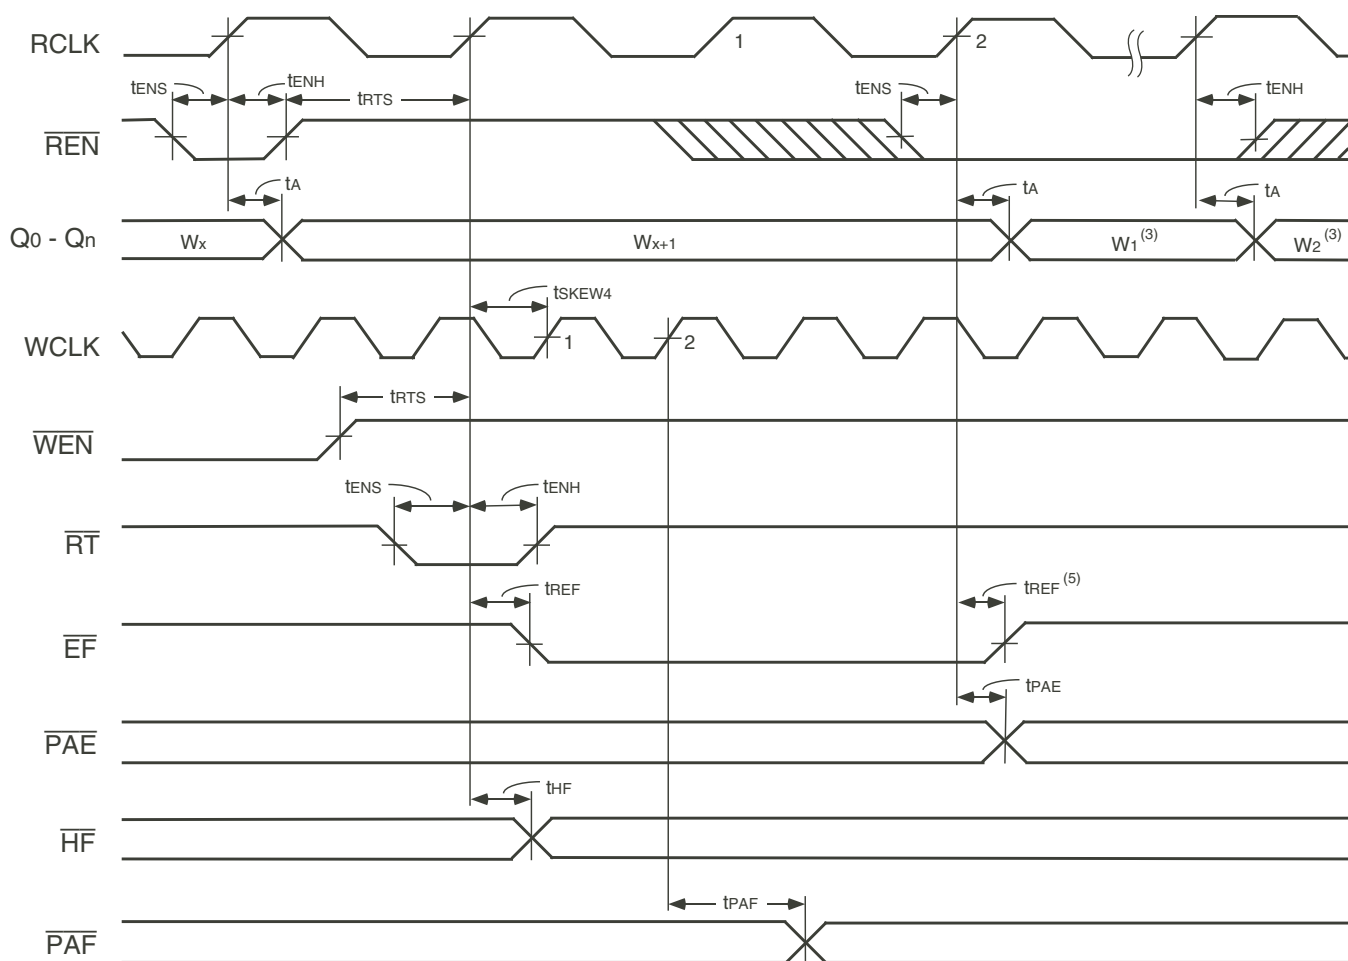 RCLK 1 2
tENS tENH tRTS tENS tENH
REN
tA tA tA
Q0 - Qn Wx Wx+1 W1(3) W2(3)
tSKEW4
WCLK 1 2
tRTS
WEN
tENS tENH
RT
tREF tREF(5)
EF
tPAE
PAE
tHF
HF
tPAF
PAF